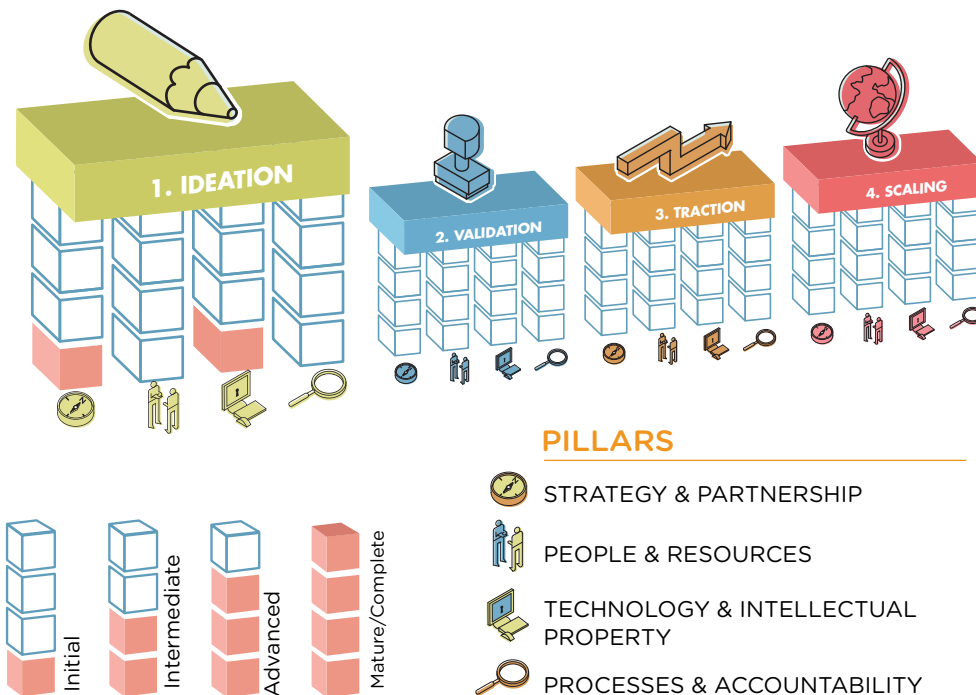 1. IDEATION
2. VALIDATION
3. TRACTION
4. SCALING
PILLARS
STRATEGY & PARTNERSHIP
PEOPLE & RESOURCES
TECHNOLOGY & INTELLECTUAL
PROPERTY
PROCESSES & ACCOUNTABILITY
Initial
Intermediate
Advanced
Mature/Complete